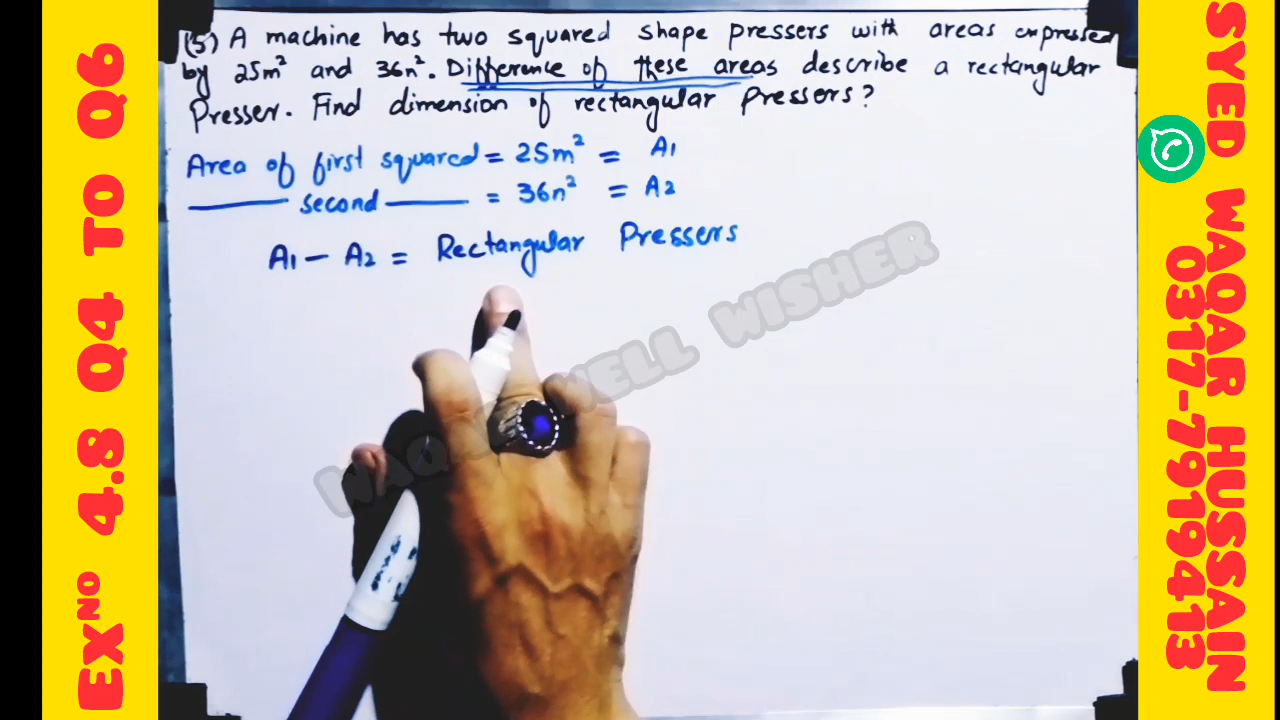 EXNO 4.8 Q4 TO Q6
(5) A machine has two squared shape pressers with areas expressed
by 25m² and 36n². Difference of these areas describe a rectangular
Presser. Find dimension of rectangular Pressers?
Area of first squared = 25m² = A1
——— second ——— = 36n² = A2
A1 – A2 = Rectangular Pressers
WAQAR WELL WISHER
SYED WAQAR HUSSAIN
0317-7919413